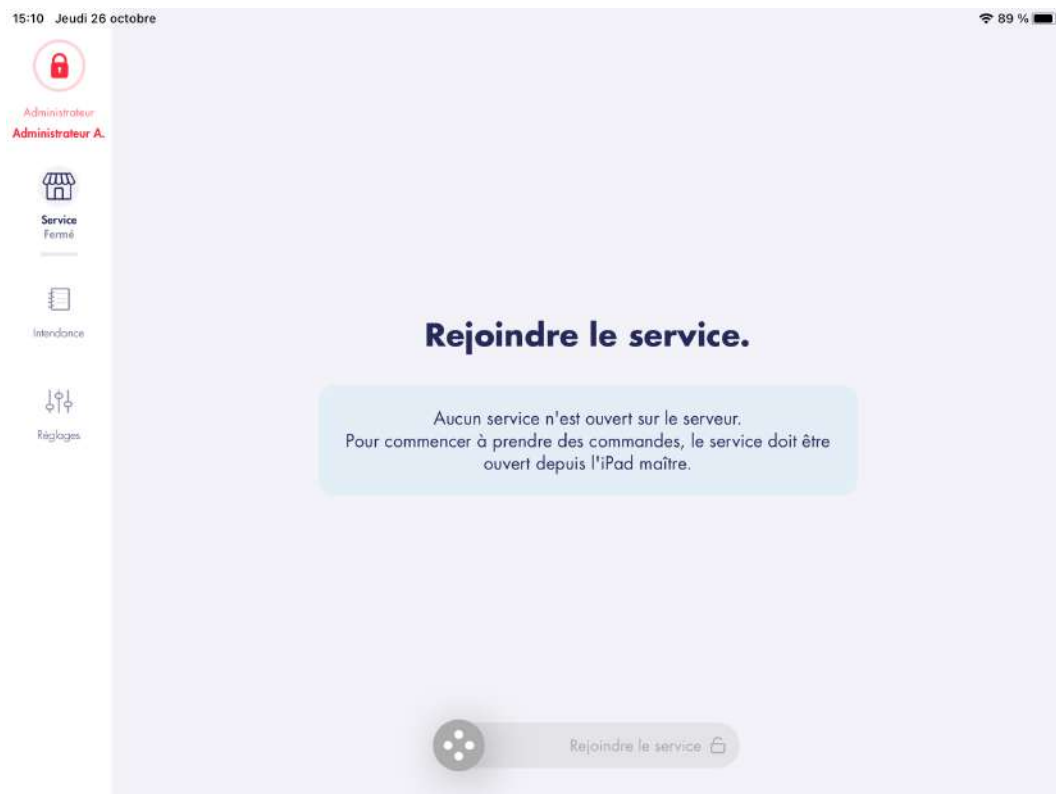 15:10 Jeudi 26 octobre
89 %
Administrateur
Administrateur A.
Service
Fermé
Intendance
Réglages
Rejoindre le service.
Aucun service n'est ouvert sur le serveur.
Pour commencer à prendre des commandes, le service doit être
ouvert depuis l'iPad maître.
Rejoindre le service